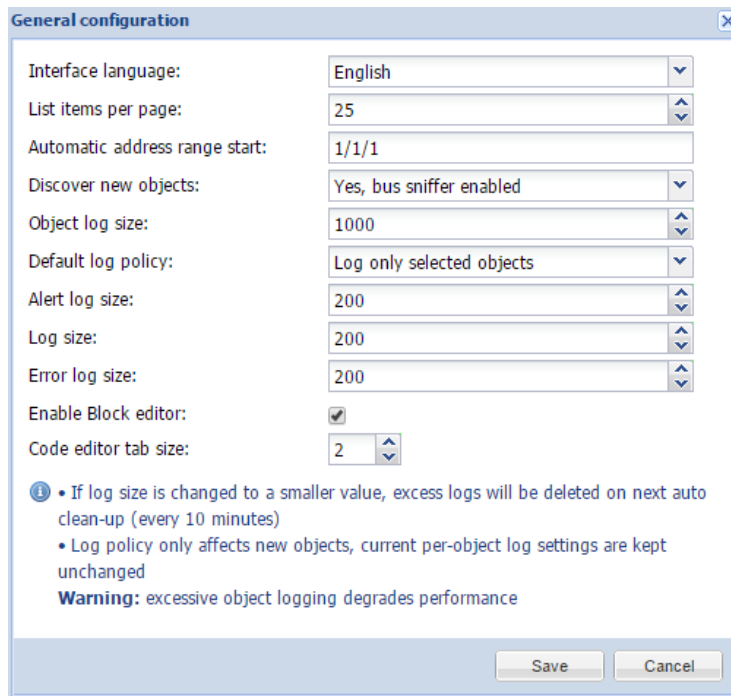 General configuration
Interface language: English
List items per page: 25
Automatic address range start: 1/1/1
Discover new objects: Yes, bus sniffer enabled
Object log size: 1000
Default log policy: Log only selected objects
Alert log size: 200
Log size: 200
Error log size: 200
Enable Block editor:
Code editor tab size: 2
• If log size is changed to a smaller value, excess logs will be deleted on next auto
clean-up (every 10 minutes)
• Log policy only affects new objects, current per-object log settings are kept
unchanged
Warning: excessive object logging degrades performance
Save Cancel